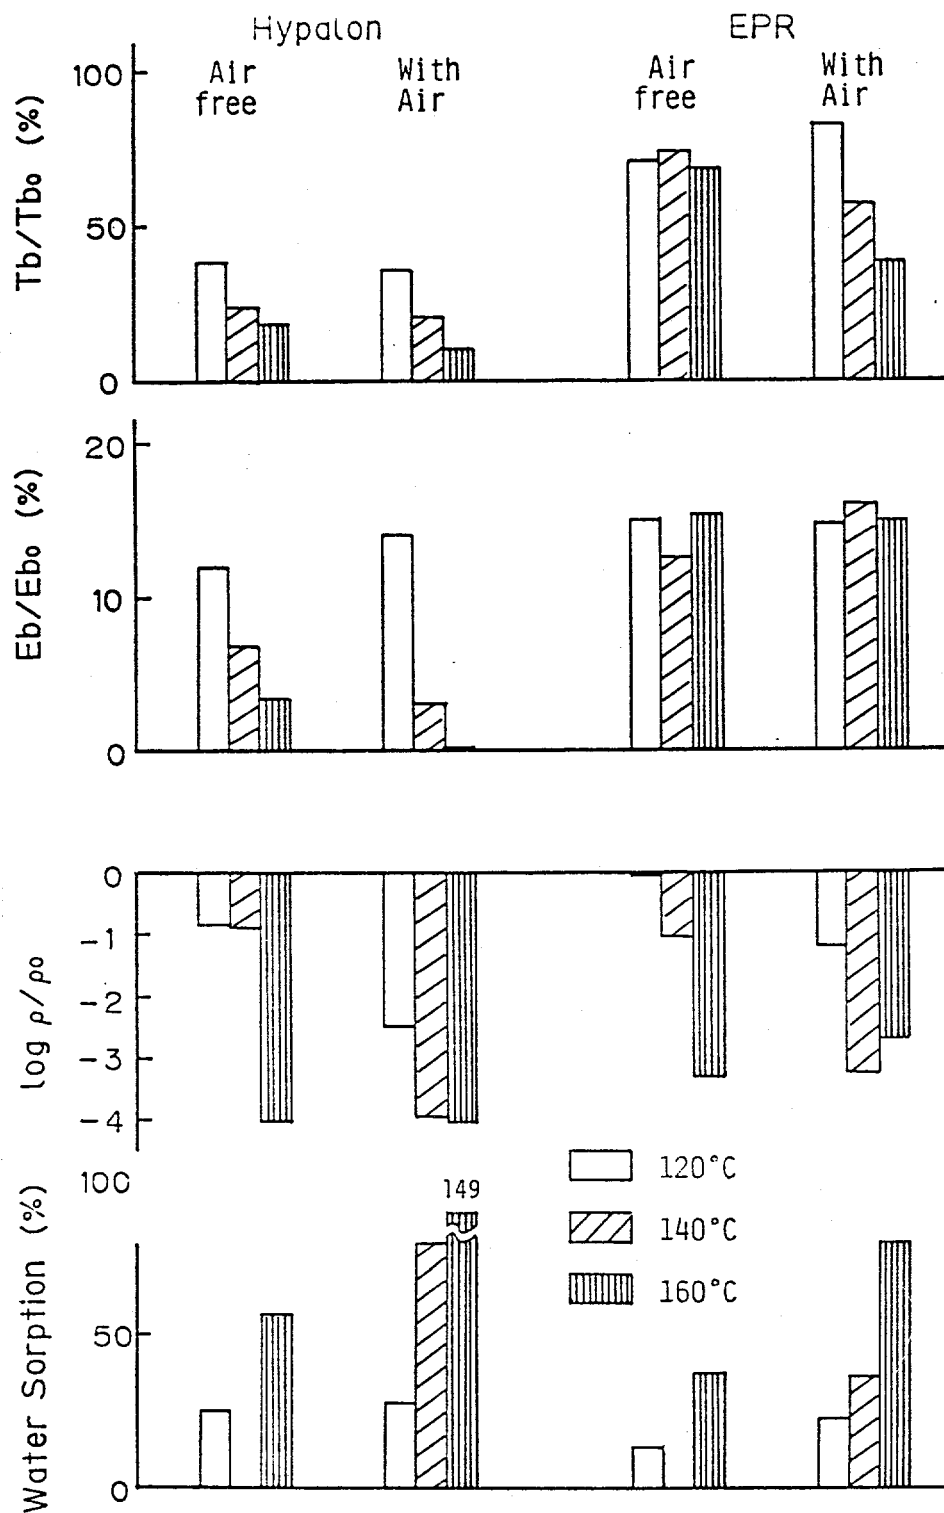 Hypalon
EPR
Air
free
With
Air
Air
free
With
Air
100
50
0
Tb/Tbo (%)
20
10
0
Eb/Ebo (%)
0
-1
-2
-3
-4
log ρ/ρo
100
50
0
Water Sorption (%)
149
120°C
140°C
160°C